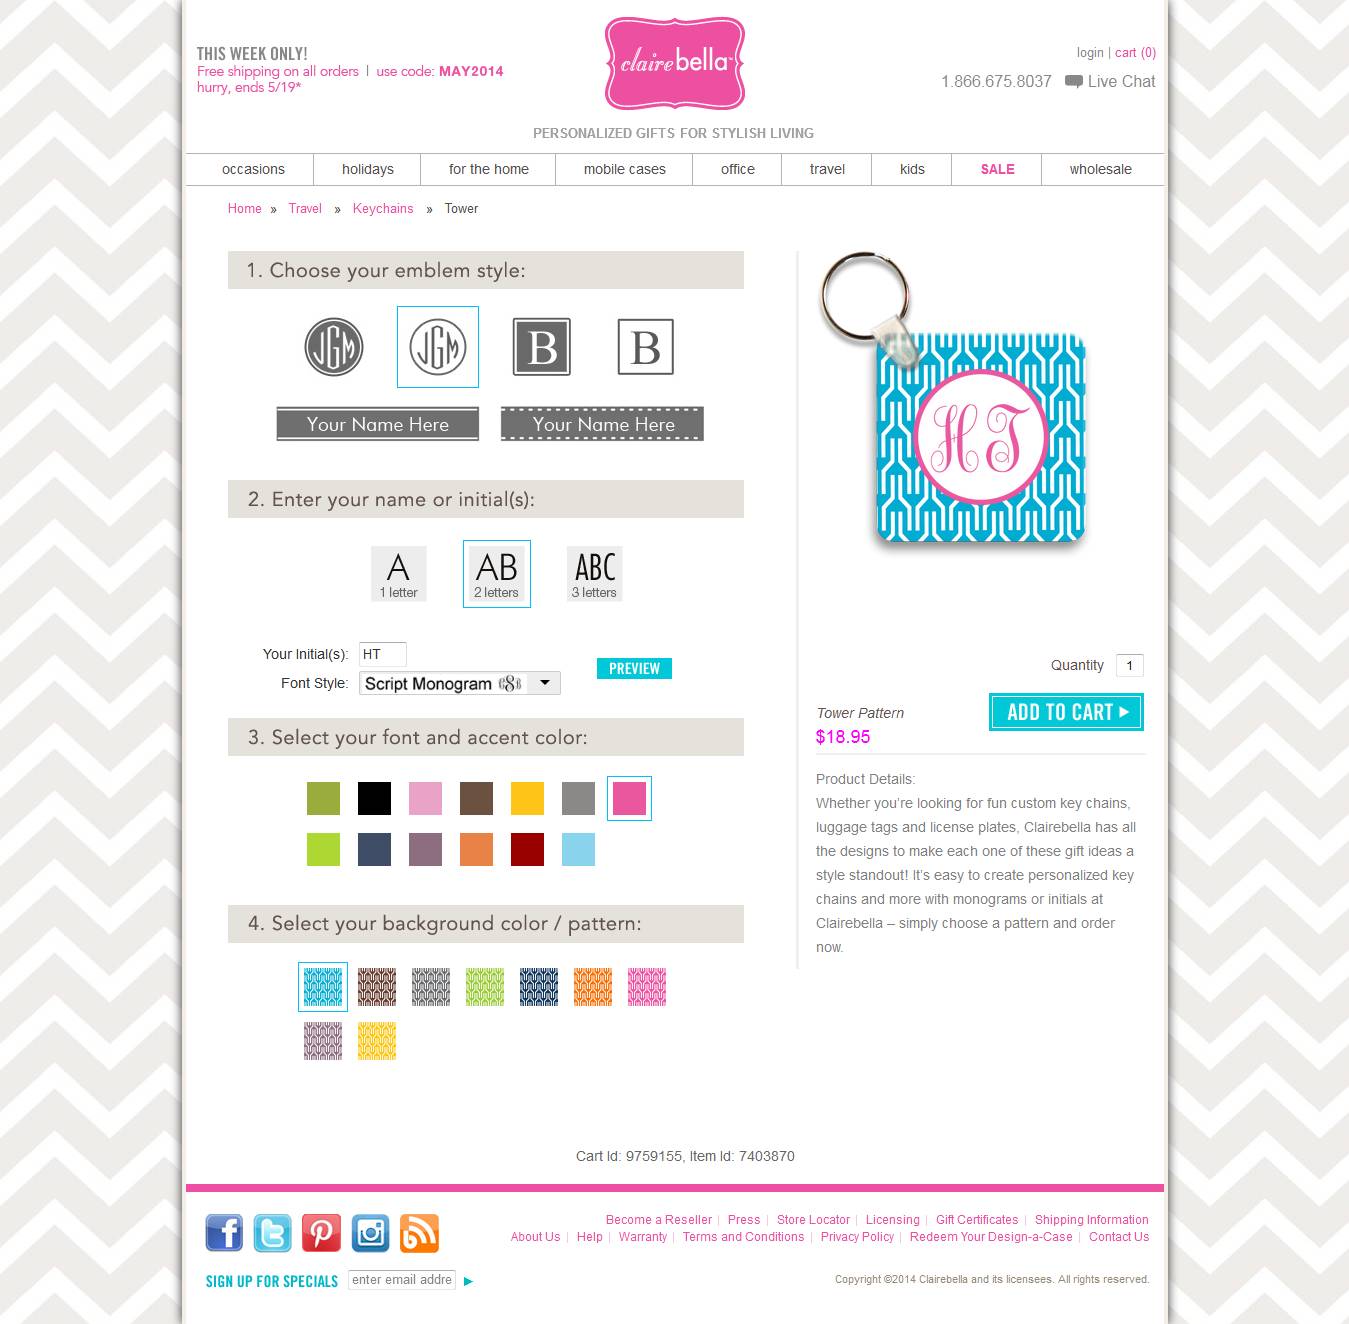 THIS WEEK ONLY!
Free shipping on all orders | use code: MAY2014
hurry, ends 5/19*
clairebella™
PERSONALIZED GIFTS FOR STYLISH LIVING
login | cart (0)
1.866.675.8037 Live Chat
occasions holidays for the home mobile cases office travel kids SALE wholesale
Home » Travel » Keychains » Tower
1. Choose your emblem style:
JGM JGM B B
Your Name Here Your Name Here
2. Enter your name or initial(s):
A AB ABC
1 letter 2 letters 3 letters
Your Initial(s): HT
Font Style: Script Monogram
PREVIEW
3. Select your font and accent color:
4. Select your background color / pattern:
HT
Quantity 1
ADD TO CART
Tower Pattern
$18.95
Product Details:
Whether you’re looking for fun custom key chains,
luggage tags and license plates, Clairebella has all
the designs to make each one of these gift ideas a
style standout! It’s easy to create personalized key
chains and more with monograms or initials at
Clairebella – simply choose a pattern and order
now.
Cart Id: 9759155, Item Id: 7403870
Become a Reseller | Press | Store Locator | Licensing | Gift Certificates | Shipping Information
About Us | Help | Warranty | Terms and Conditions | Privacy Policy | Redeem Your Design-a-Case | Contact Us
SIGN UP FOR SPECIALS enter email addre
Copyright ©2014 Clairebella and its licensees. All rights reserved.